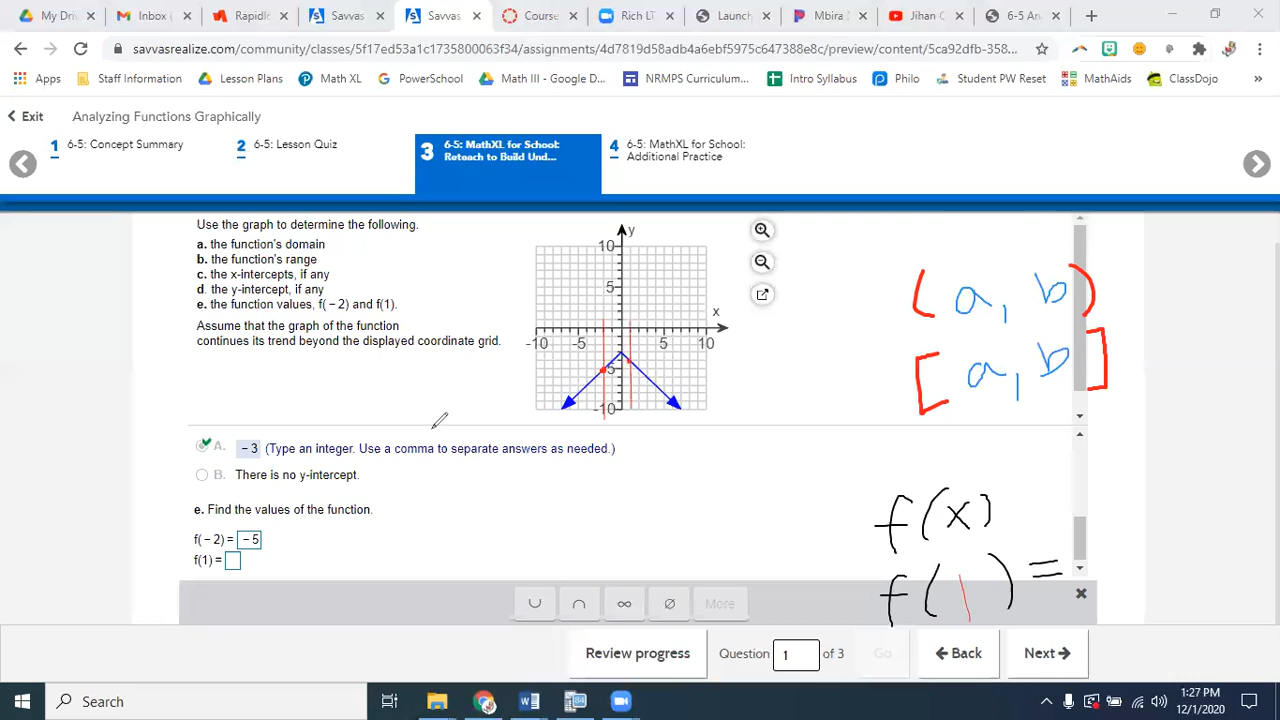 My Dri
Inbox (
Rapidl
Savvas
Savvas
Course
Rich LT
Launch
Mbira
Jihan (
6-5 An
savvasrealize.com/community/classes/5f17ed53a1c1735800063f34/assignments/4d7819d58adb4a6ebf5975c647388e8c/preview/content/5ca92dfb-358...
Apps
Staff Information
Lesson Plans
Math XL
PowerSchool
Math III - Google D...
NRMPS Curriculum...
Intro Syllabus
Philo
Student PW Reset
MathAids
ClassDojo
Exit
Analyzing Functions Graphically
1 6-5: Concept Summary
2 6-5: Lesson Quiz
3 6-5: MathXL for School:
Reteach to Build Und...
4 6-5: MathXL for School:
Additional Practice
Use the graph to determine the following.
a. the function's domain
b. the function's range
c. the x-intercepts, if any
d. the y-intercept, if any
e. the function values, f(−2) and f(1).
Assume that the graph of the function
continues its trend beyond the displayed coordinate grid.
y
10
5
x
-10
-5
5
10
-5
-10
(a, b)
[a, b]
A. −3 (Type an integer. Use a comma to separate answers as needed.)
B. There is no y-intercept.
e. Find the values of the function.
f(−2) = −5
f(1) =
f(x)
f(1) =
∪
∩
∞
∅
More
Review progress
Question 1 of 3
Go
Back
Next
Search
1:27 PM
12/1/2020